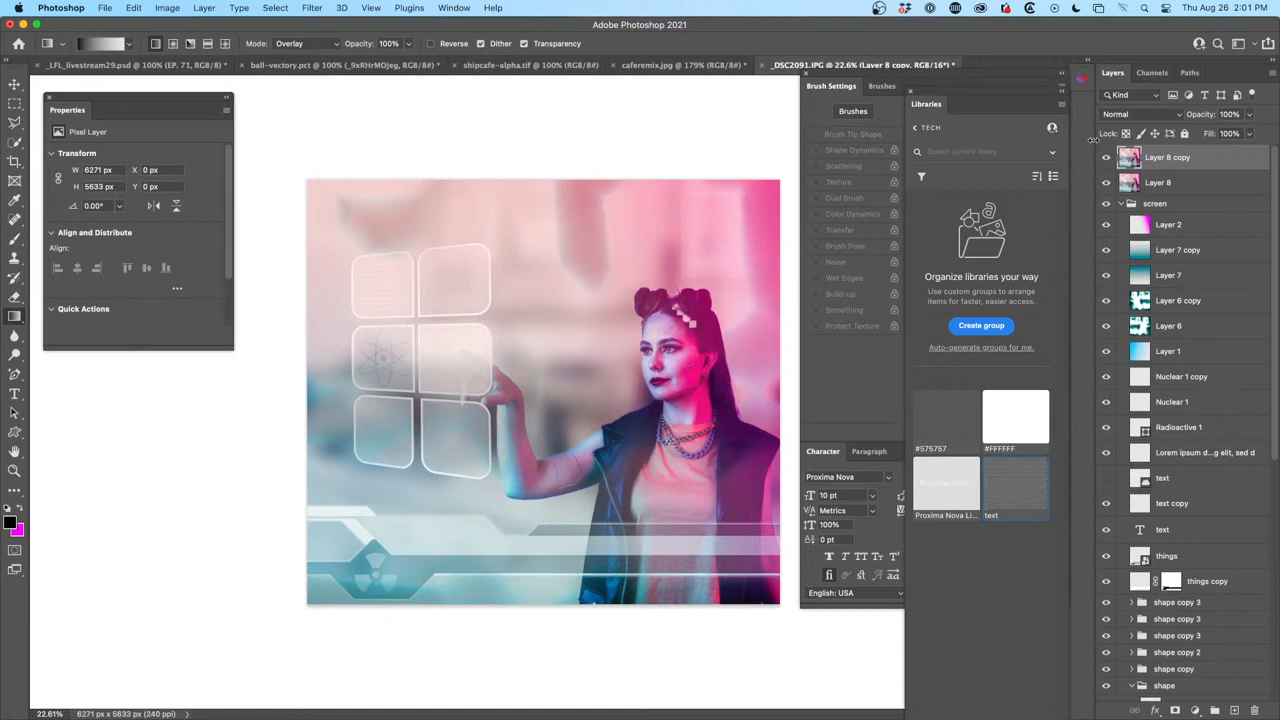 Photoshop File Edit Image Layer Type Select Filter 3D View Plugins Window Help
Thu Aug 26 2:01 PM
Adobe Photoshop 2021
Mode: Overlay Opacity: 100% Reverse Dither Transparency
_LFL_livestream29.psd @ 100% (EP. 71, RGB/8) *
ball-vectory.pct @ 100% (_9xRHrMOjeg, RGB/8*) *
shipcafe-alpha.tif @ 100% (RGB/8)
caferemix.jpg @ 179% (RGB/8*) *
_DSC2091.JPG @ 22.6% (Layer 8 copy, RGB/16*) *
Properties
Pixel Layer
Transform
W 6271 px X 0 px
H 5633 px Y 0 px
0.00°
Align and Distribute
Align:
Quick Actions
Brush Settings Brushes
Brushes
Brush Tip Shape
Shape Dynamics
Scattering
Texture
Dual Brush
Color Dynamics
Transfer
Brush Pose
Noise
Wet Edges
Build-up
Smoothing
Protect Texture
Character Paragraph
Proxima Nova
10 pt
Metrics
100%
0 pt
English: USA
Libraries
TECH
Search current library
Organize libraries your way
Use custom groups to arrange
items for faster, easier access.
Create group
Auto-generate groups for me.
#575757 #FFFFFF
Proxima Nova Li... text
Layers Channels Paths
Kind
Normal Opacity: 100%
Lock: Fill: 100%
Layer 8 copy
Layer 8
screen
Layer 2
Layer 7 copy
Layer 7
Layer 6 copy
Layer 6
Layer 1
Nuclear 1 copy
Nuclear 1
Radioactive 1
Lorem ipsum d...g elit, sed d
text
text copy
T text
things
things copy
shape copy 3
shape copy 3
shape copy 3
shape copy 2
shape copy
shape
22.61% 6271 px x 5633 px (240 ppi)